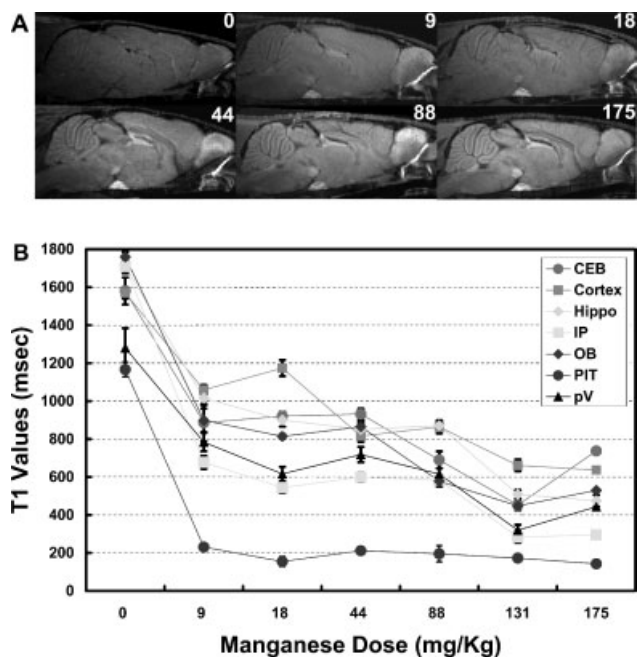 A
0
9
18
44
88
175
B
1800
1600
1400
1200
1000
800
600
400
200
0
T1 Values (msec)
CEB
Cortex
Hippo
IP
OB
PIT
pV
0 9 18 44 88 131 175
Manganese Dose (mg/Kg)